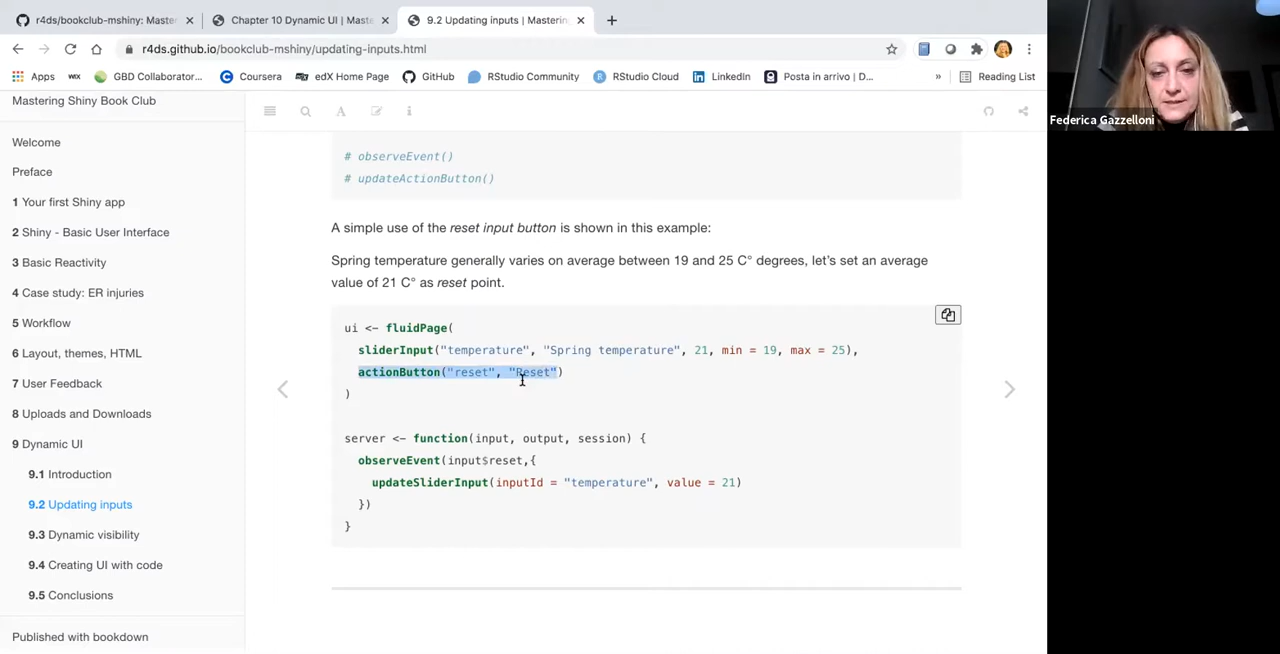 r4ds/bookclub-mshiny: Maste
Chapter 10 Dynamic UI | Maste
9.2 Updating inputs | Mastering
r4ds.github.io/bookclub-mshiny/updating-inputs.html
Apps
WIX
GBD Collaborator...
Coursera
edX Home Page
GitHub
RStudio Community
RStudio Cloud
LinkedIn
Posta in arrivo | D...
»
Reading List
Federica Gazzelloni
Mastering Shiny Book Club
Welcome
Preface
1 Your first Shiny app
2 Shiny - Basic User Interface
3 Basic Reactivity
4 Case study: ER injuries
5 Workflow
6 Layout, themes, HTML
7 User Feedback
8 Uploads and Downloads
9 Dynamic UI
9.1 Introduction
9.2 Updating inputs
9.3 Dynamic visibility
9.4 Creating UI with code
9.5 Conclusions
Published with bookdown
# observeEvent()
# updateActionButton()
A simple use of the reset input button is shown in this example:
Spring temperature generally varies on average between 19 and 25 C° degrees, let's set an average
value of 21 C° as reset point.
ui <- fluidPage(
sliderInput("temperature", "Spring temperature", 21, min = 19, max = 25),
actionButton("reset", "Reset")
)
server <- function(input, output, session) {
observeEvent(input$reset,{
updateSliderInput(inputId = "temperature", value = 21)
})
}